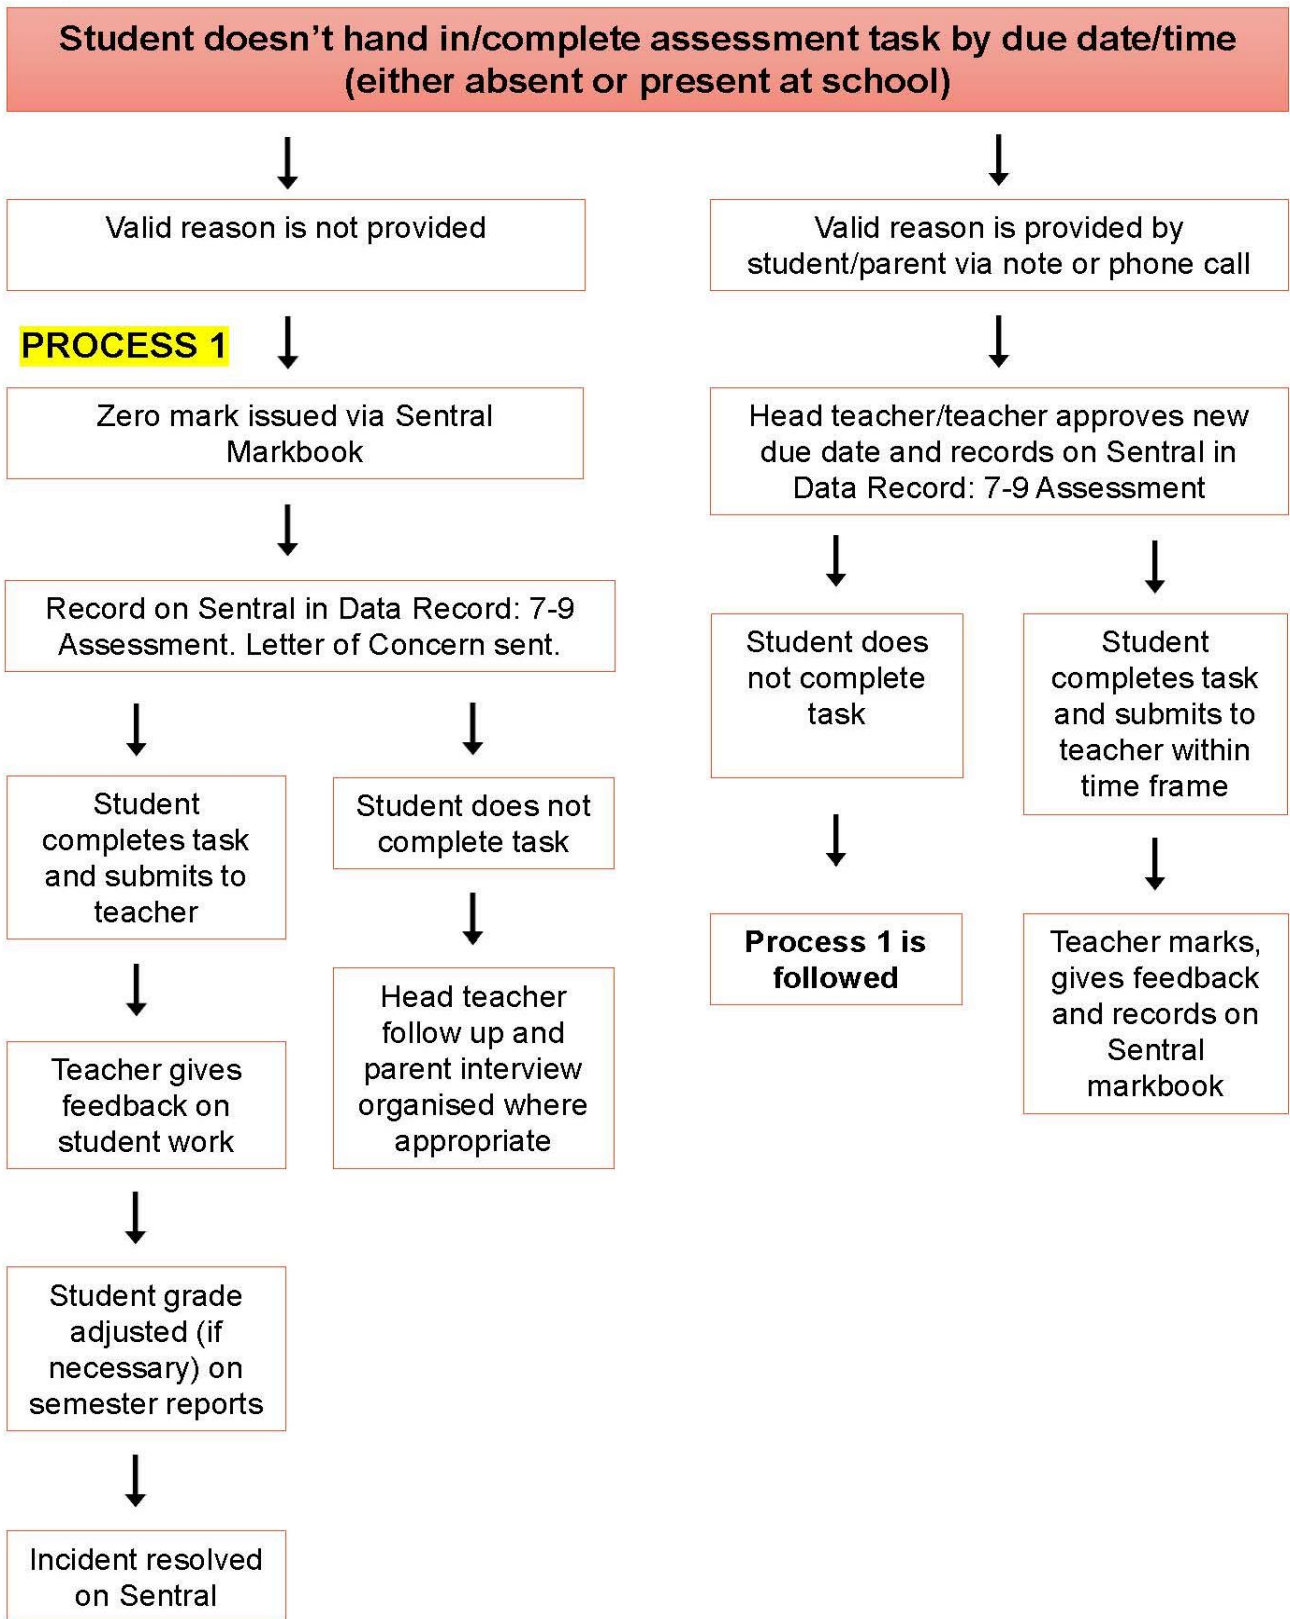 Student doesn't hand in/complete assessment task by due date/time
(either absent or present at school)
Valid reason is not provided
Valid reason is provided by
student/parent via note or phone call
PROCESS 1
Zero mark issued via Sentral
Markbook
Head teacher/teacher approves new
due date and records on Sentral in
Data Record: 7-9 Assessment
Record on Sentral in Data Record: 7-9
Assessment. Letter of Concern sent.
Student
completes task
and submits to
teacher
Student does not
complete task
Student does
not complete
task
Student
completes task
and submits to
teacher within
time frame
Teacher gives
feedback on
student work
Head teacher
follow up and
parent interview
organised where
appropriate
Process 1 is
followed
Teacher marks,
gives feedback
and records on
Sentral
markbook
Student grade
adjusted (if
necessary) on
semester reports
Incident resolved
on Sentral